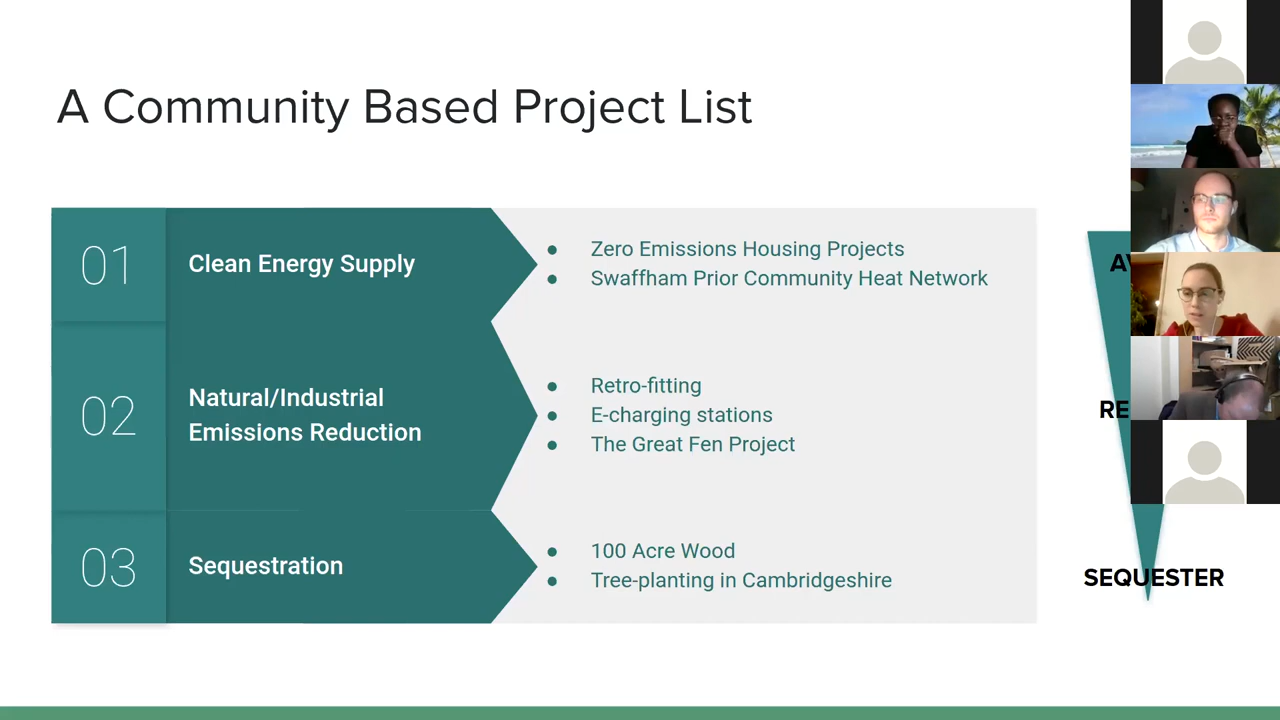 A Community Based Project List
01
Clean Energy Supply
Zero Emissions Housing Projects
Swaffham Prior Community Heat Network
02
Natural/Industrial
Emissions Reduction
Retro-fitting
E-charging stations
The Great Fen Project
03
Sequestration
100 Acre Wood
Tree-planting in Cambridgeshire
SEQUESTER